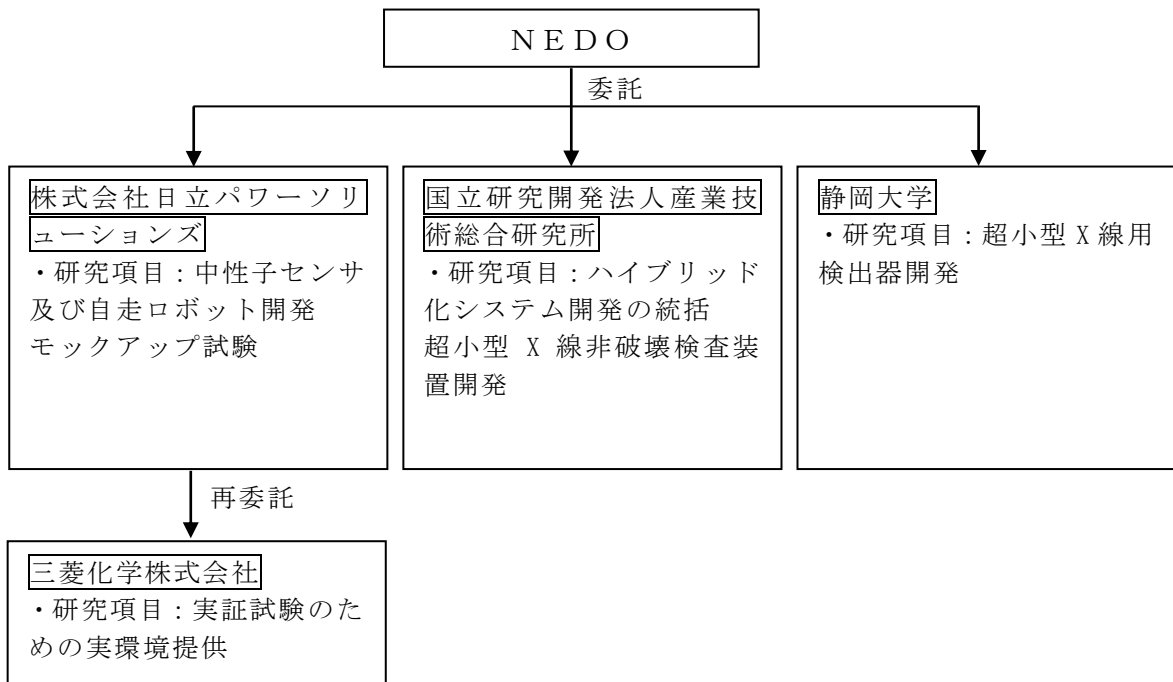 NEDO
委託
株式会社日立パワーソリ
ューションズ
・研究項目：中性子センサ
及び自走ロボット開発
モックアップ試験
国立研究開発法人産業技
術総合研究所
・研究項目：ハイブリッド
化システム開発の統括
超小型 X 線非破壊検査装
置開発
静岡大学
・研究項目：超小型 X 線用
検出器開発
再委託
三菱化学株式会社
・研究項目：実証試験のた
めの実環境提供